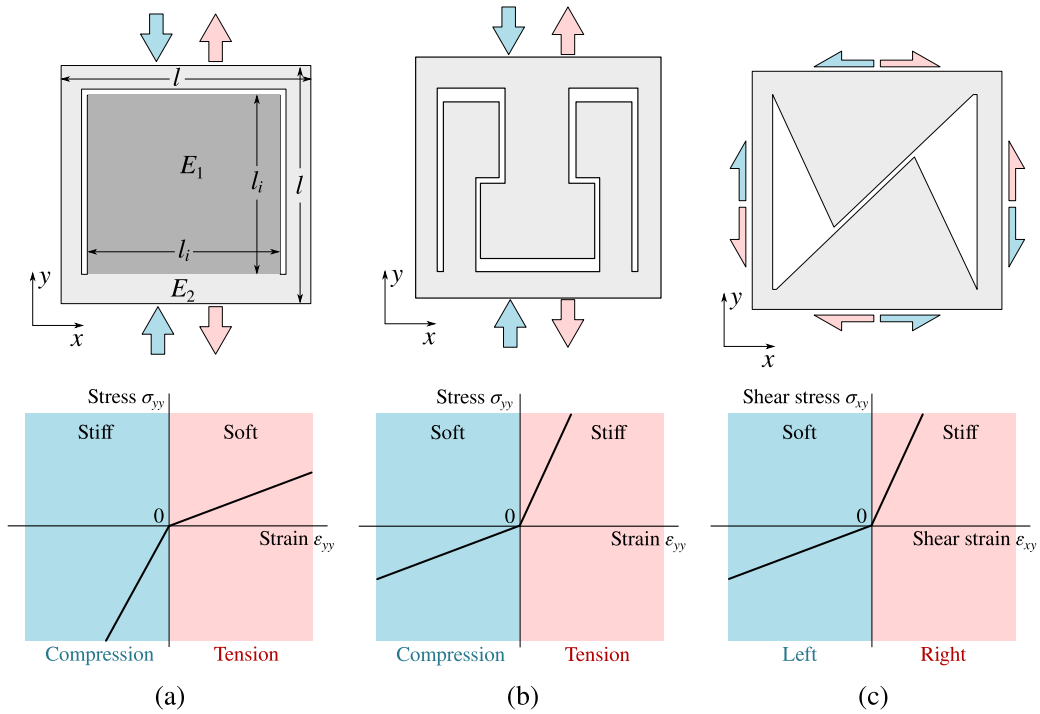 l
E1
li
l
li
E2
y
x
y
x
y
x
Stress σyy
Stiff
Soft
0
Strain εyy
Compression
Tension
(a)
Stress σyy
Soft
Stiff
0
Strain εyy
Compression
Tension
(b)
Shear stress σxy
Soft
Stiff
0
Shear strain εxy
Left
Right
(c)